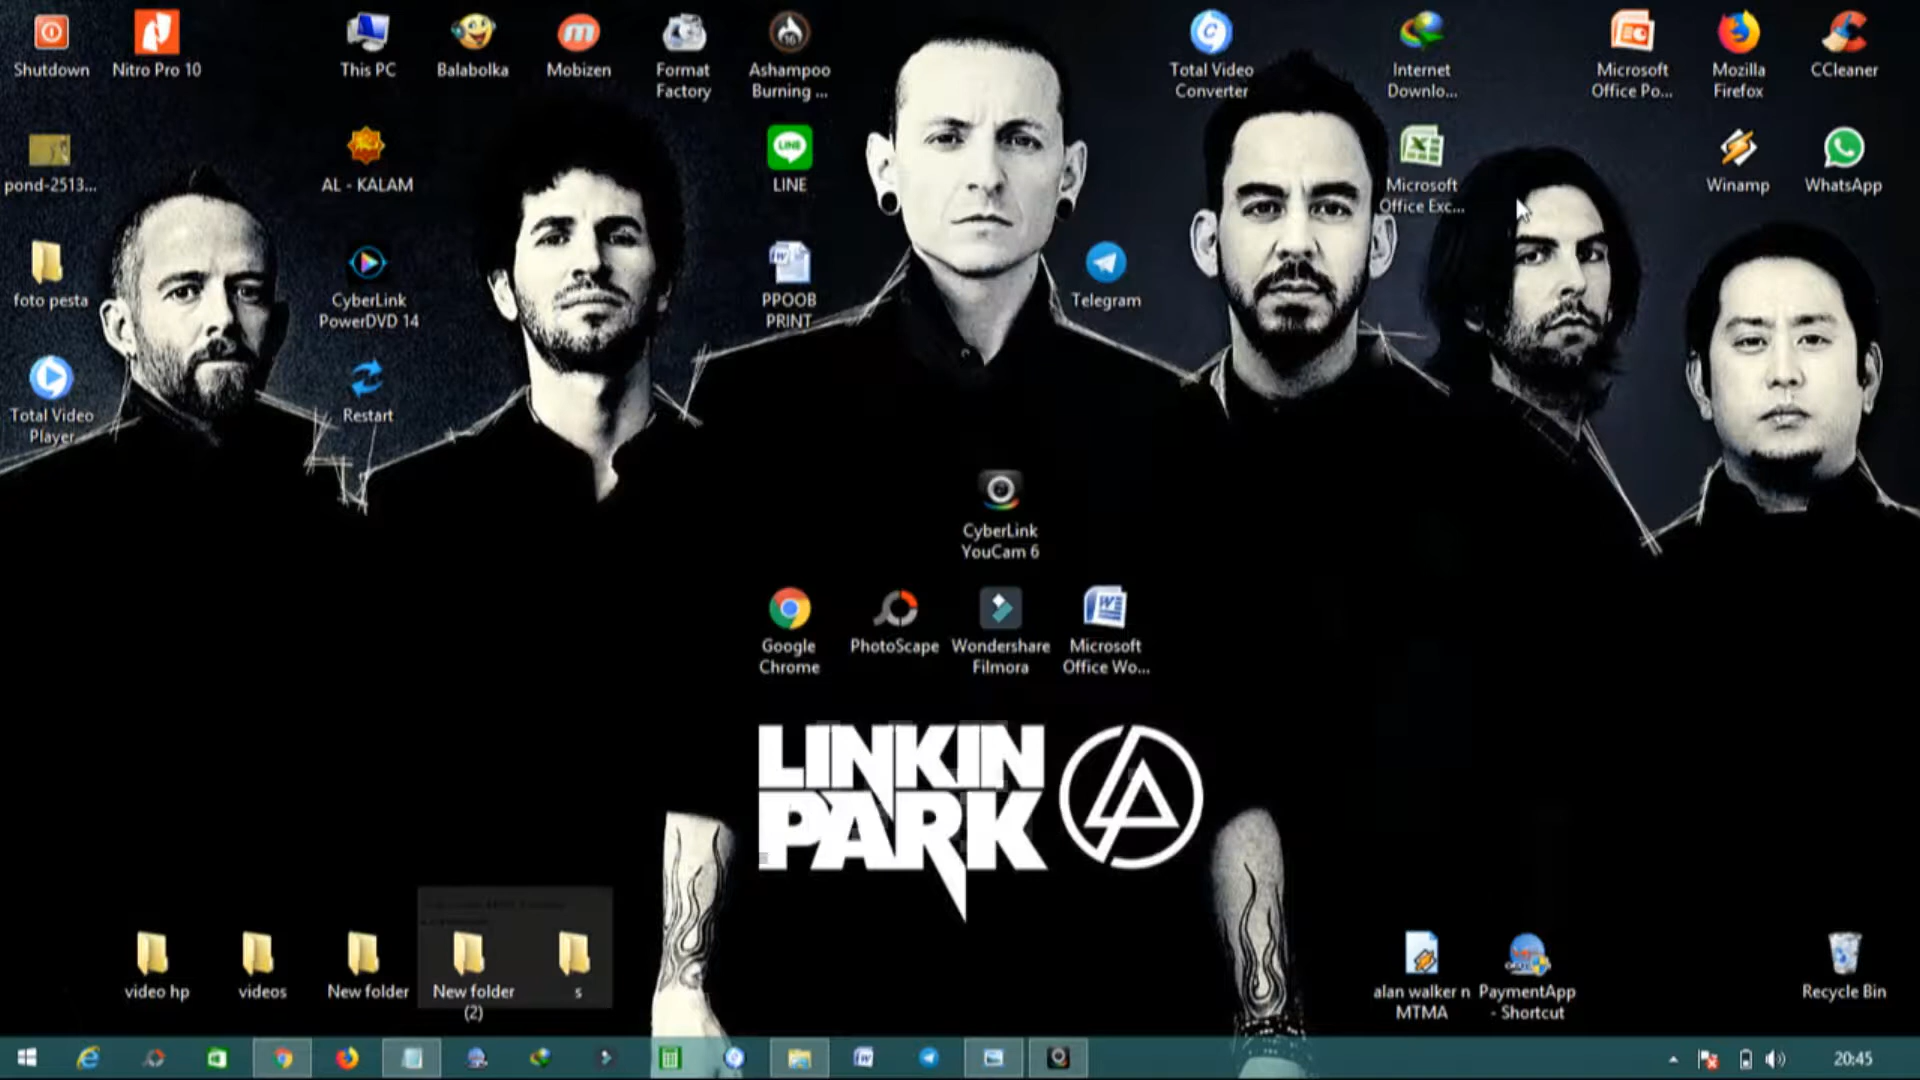 Shutdown
Nitro Pro 10
This PC
Balabolka
Mobizen
Format
Factory
Ashampoo
Burning ...
Total Video
Converter
Internet
Downlo...
Microsoft
Office Po...
Mozilla
Firefox
CCleaner
pond-2513...
AL - KALAM
LINE
Microsoft
Office Exc...
Winamp
WhatsApp
foto pesta
CyberLink
PowerDVD 14
PPOOB
PRINT
Telegram
Total Video
Player
Restart
CyberLink
YouCam 6
Google
Chrome
PhotoScape
Wondershare
Filmora
Microsoft
Office Wo...
LINKIN
PARK
video hp
videos
New folder
New folder
(2)
s
alan walker n
MTMA
PaymentApp
- Shortcut
Recycle Bin
20:45